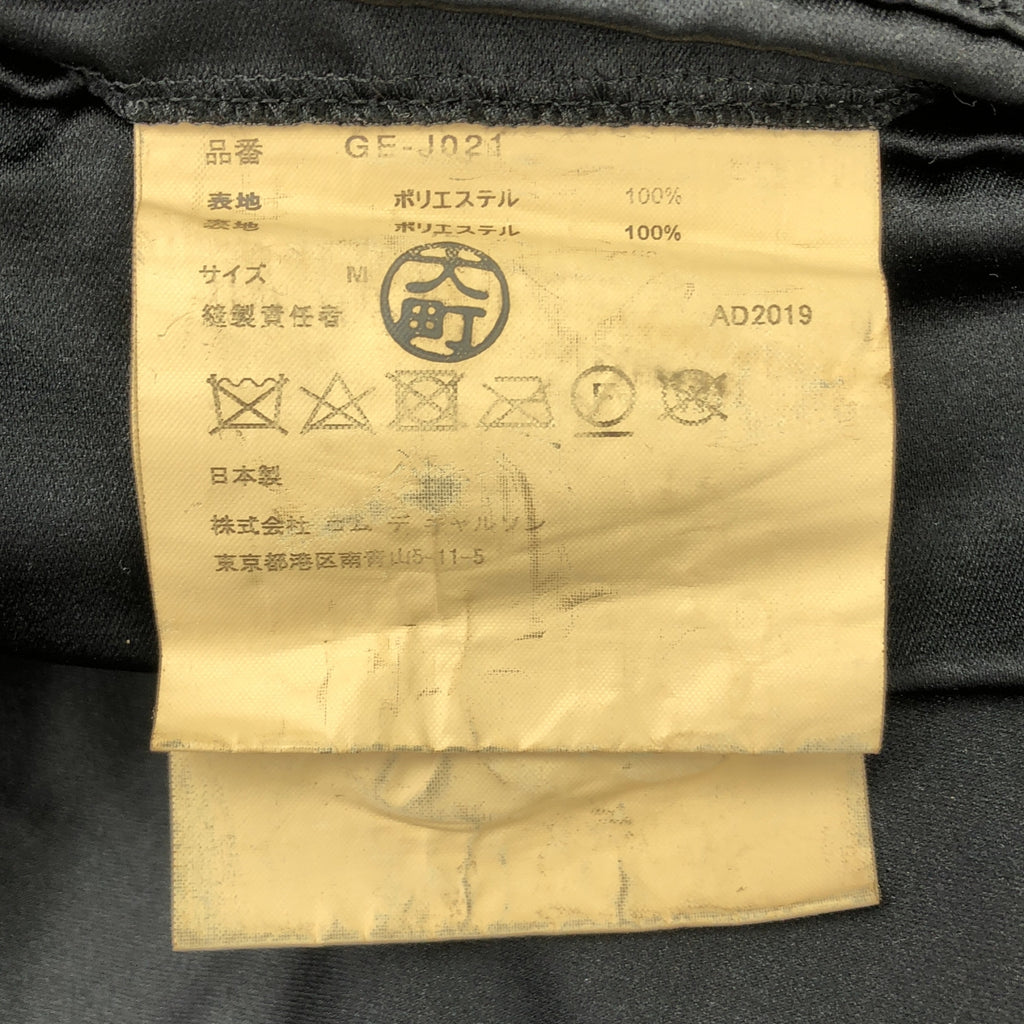 品番 GE-J021
表地 ポリエステル 100%
表地 ポリエステル 100%
サイズ M
大町
縫製責任者 AD2019
日本製
株式会社 コム デ ギャルソン
東京都港区南青山5-11-5